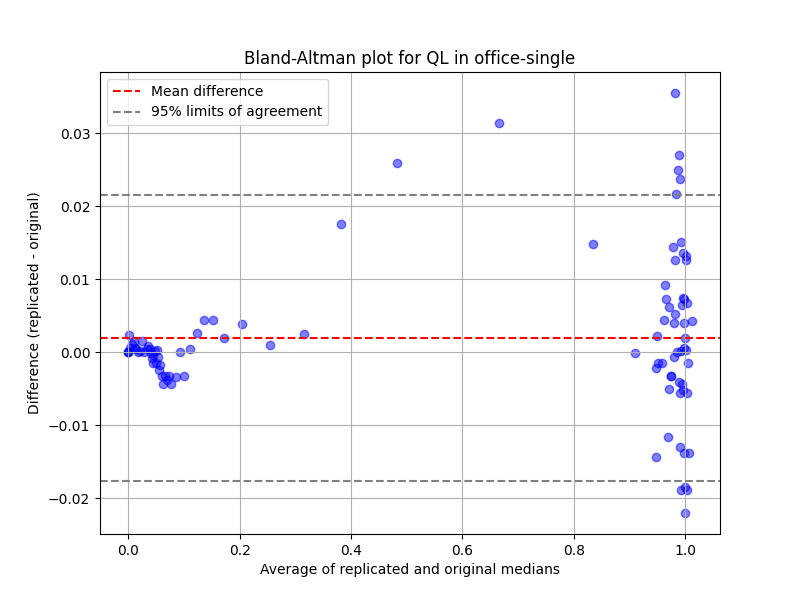 Bland-Altman plot for QL in office-single
Mean difference
95% limits of agreement
Difference (replicated - original)
0.03
0.02
0.01
0.00
−0.01
−0.02
0.0 0.2 0.4 0.6 0.8 1.0
Average of replicated and original medians